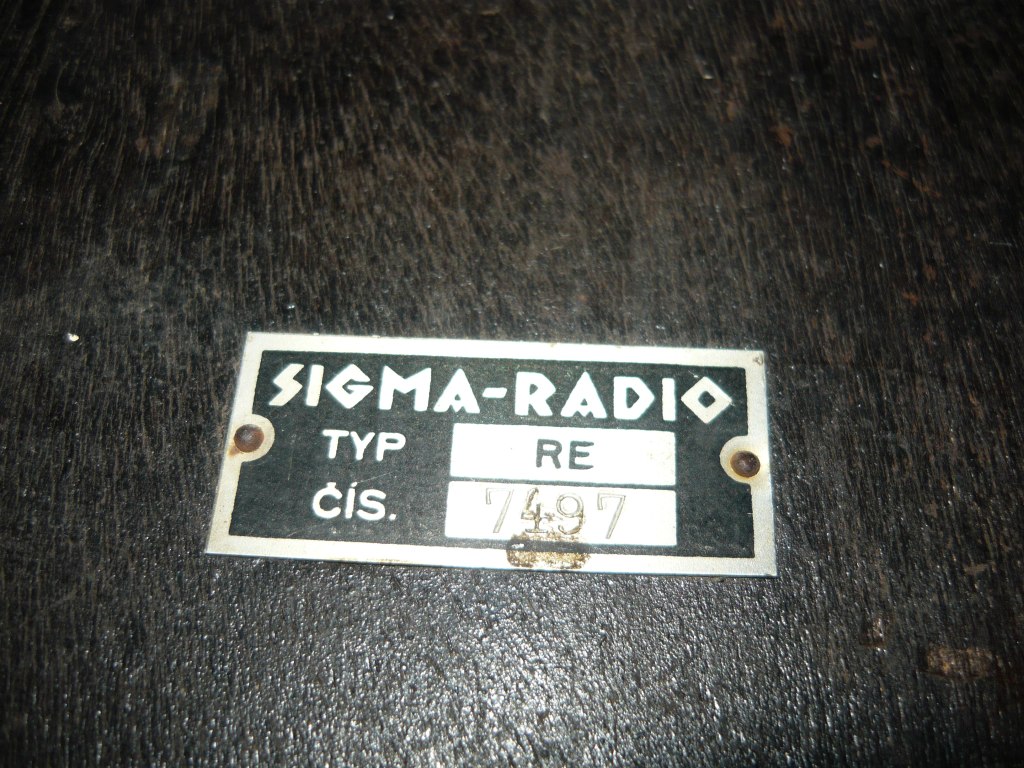 SIGMA-RADIO
TYP RE
ČÍS. 7497